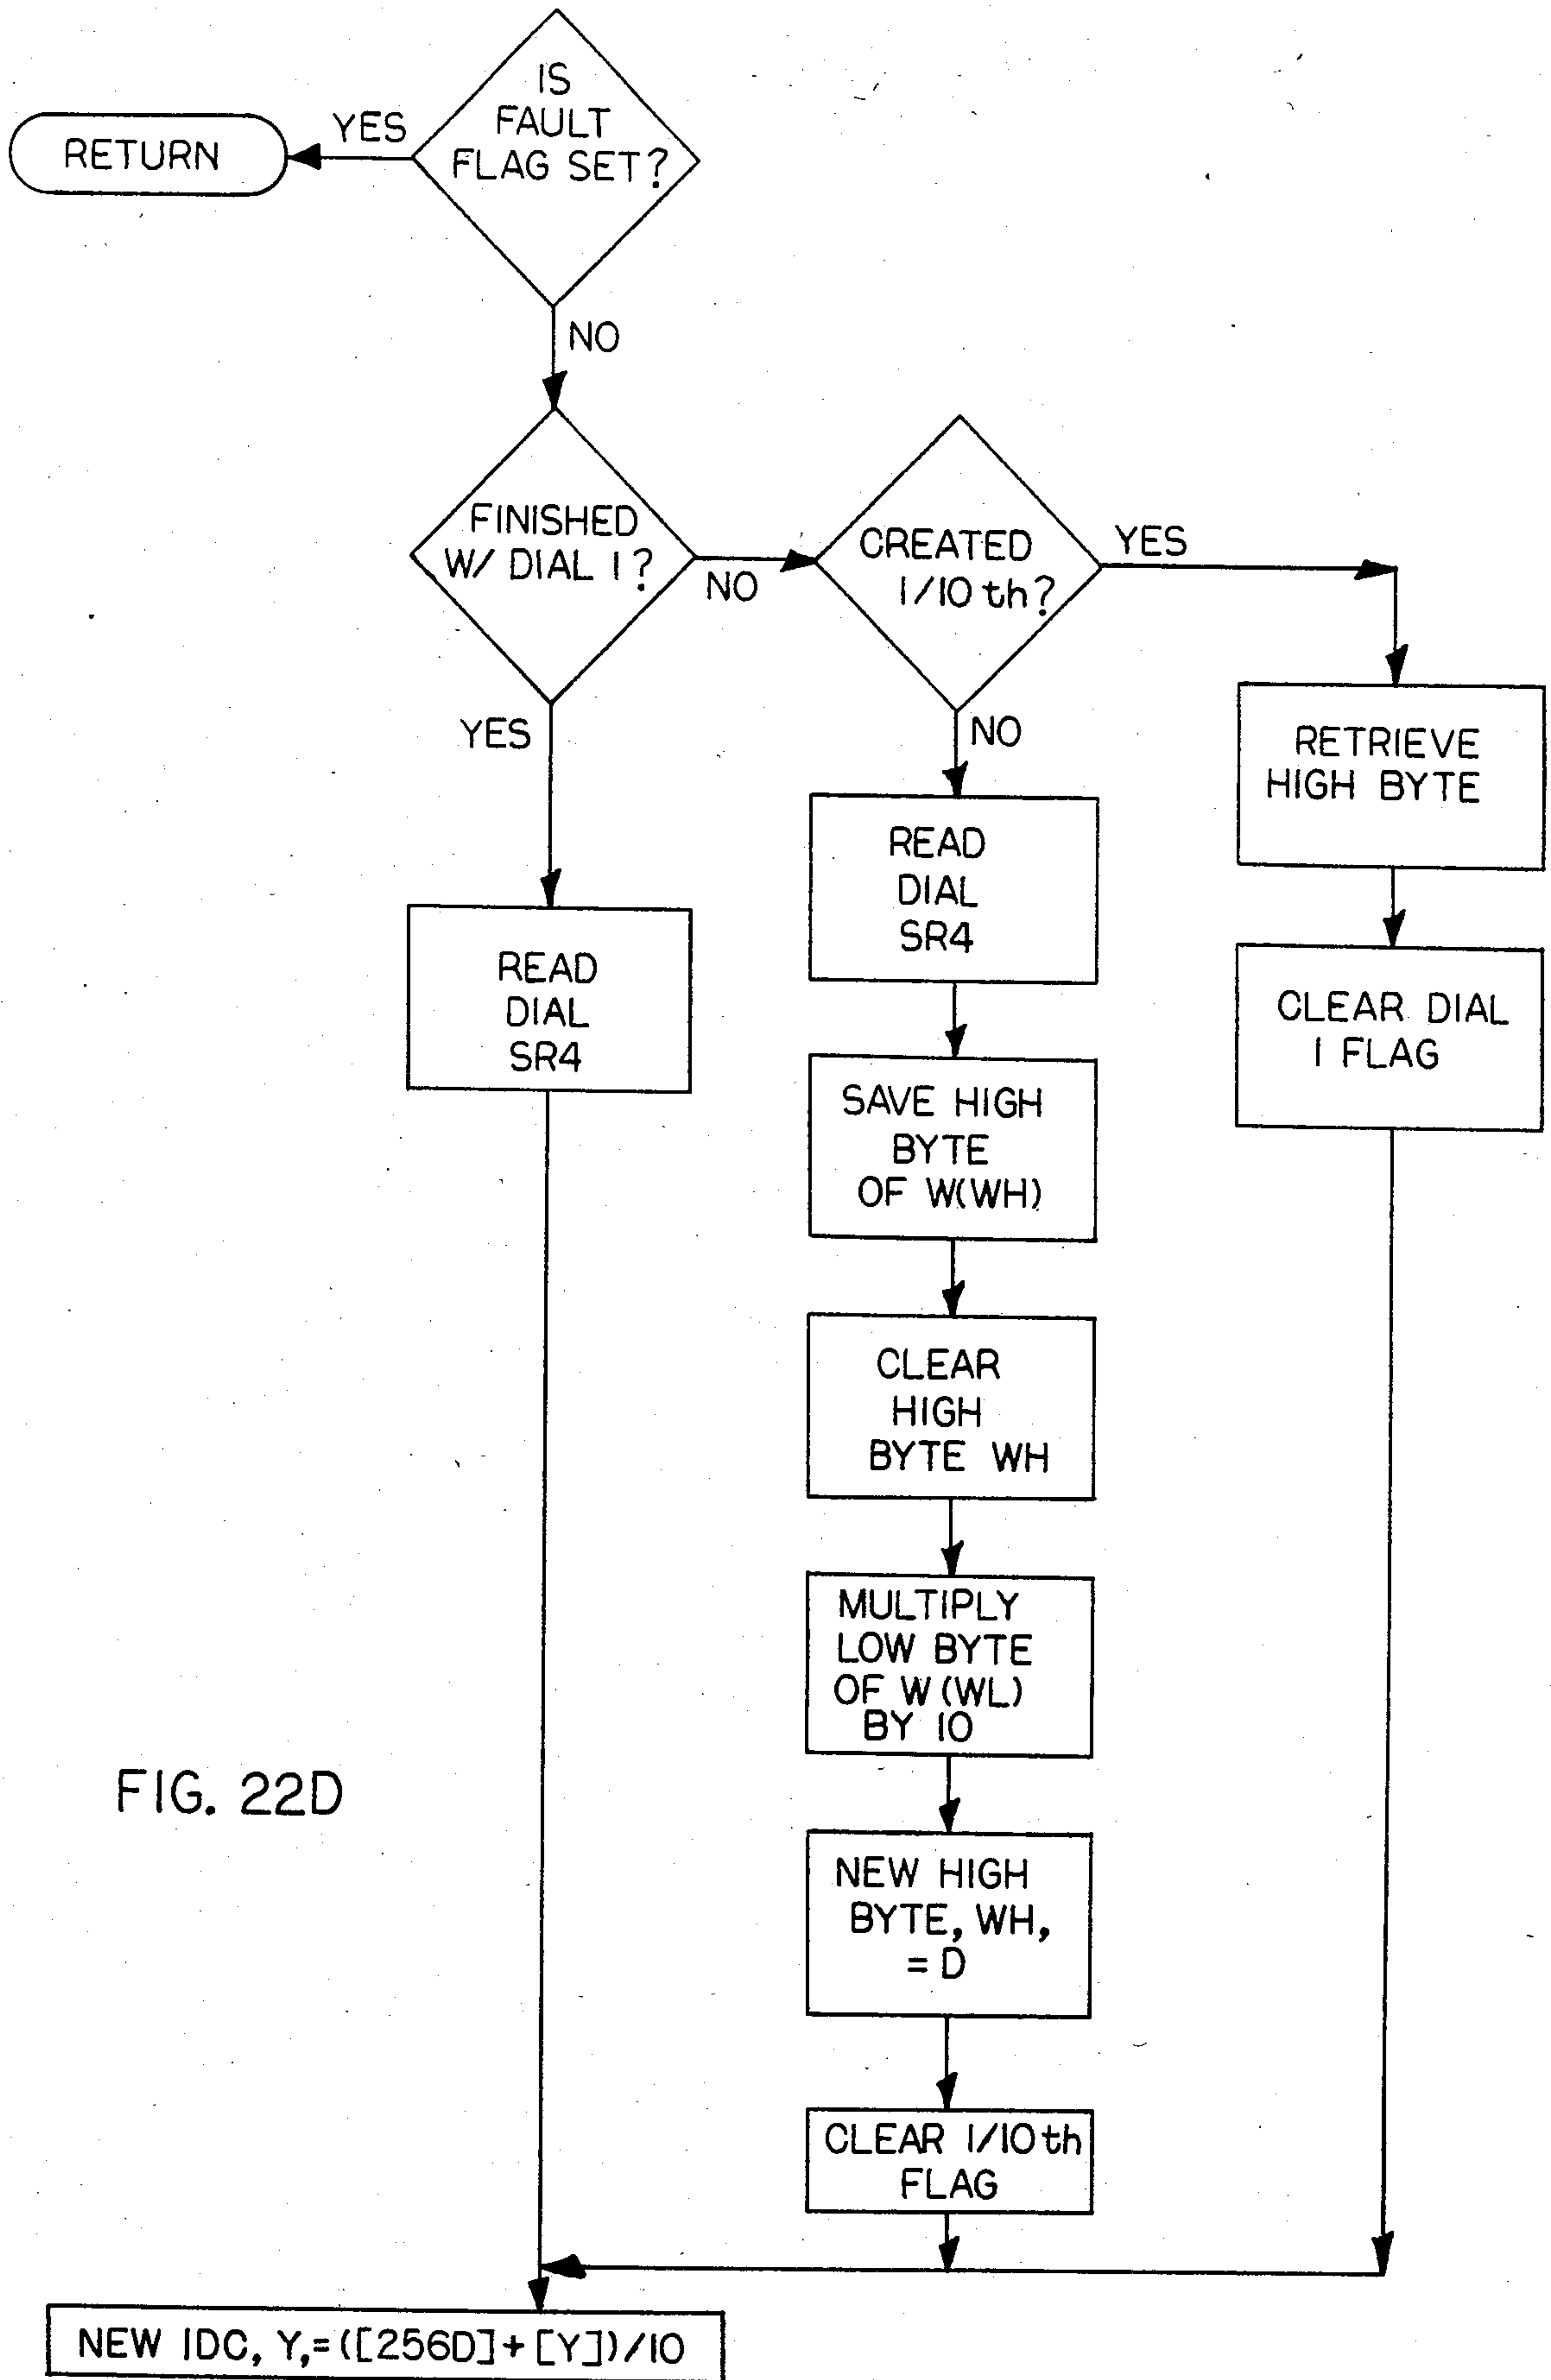 IS
FAULT
FLAG SET?
YES
RETURN
NO
FINISHED
W/ DIAL 1?
NO
CREATED
1/10 th?
YES
YES
NO
RETRIEVE
HIGH BYTE
READ
DIAL
SR4
READ
DIAL
SR4
CLEAR DIAL
1 FLAG
SAVE HIGH
BYTE
OF W(WH)
CLEAR
HIGH
BYTE WH
MULTIPLY
LOW BYTE
OF W (WL)
BY 10
FIG. 22D
NEW HIGH
BYTE, WH,
= D
CLEAR 1/10th
FLAG
NEW IDC, Y,=([256D]+[Y])/10